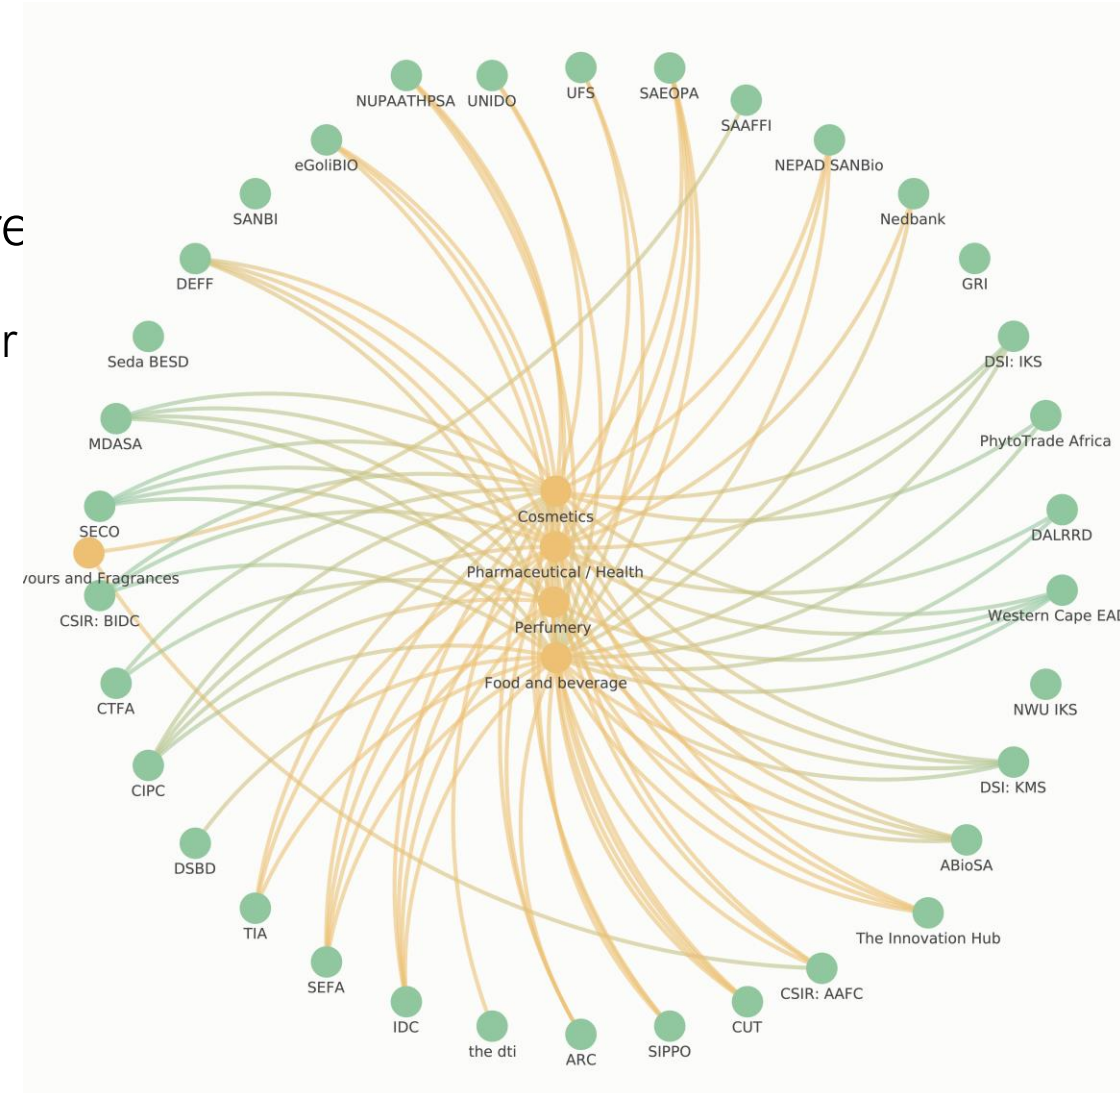 UFS
SAEOPA
NUPAATHPSA
UNIDO
SAAFFI
eGoliBIO
NEPAD SANBio
SANBI
Nedbank
DEFF
GRI
Seda BESD
DSI: IKS
MDASA
PhytoTrade Africa
Cosmetics
SECO
DALRRD
Pharmaceutical / Health
and Fragrances
CSIR: BIDC
Western Cape
Perfumery
Food and beverage
CTFA
NWU IKS
CIPC
DSI: KMS
DSBD
ABioSA
TIA
The Innovation Hub
SEFA
CSIR: AAFC
IDC
CUT
the dti
SIPPO
ARC